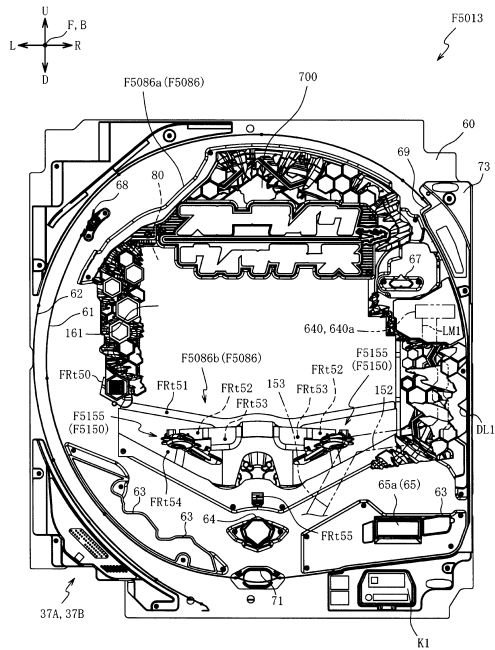 U
F, B
L
R
D
F5013
F5086a (F5086)
700
60
80
69
73
68
67
62
61
161
640, 640a
LM1
F5086b (F5086)
FRt50
FRt51
FRt52
153
FRt53
FRt52
F5155
(F5150)
FRt53
152
F5155
(F5150)
DL1
FRt54
63
63
64
65a (65)
63
FRt55
71
37A, 37B
K1